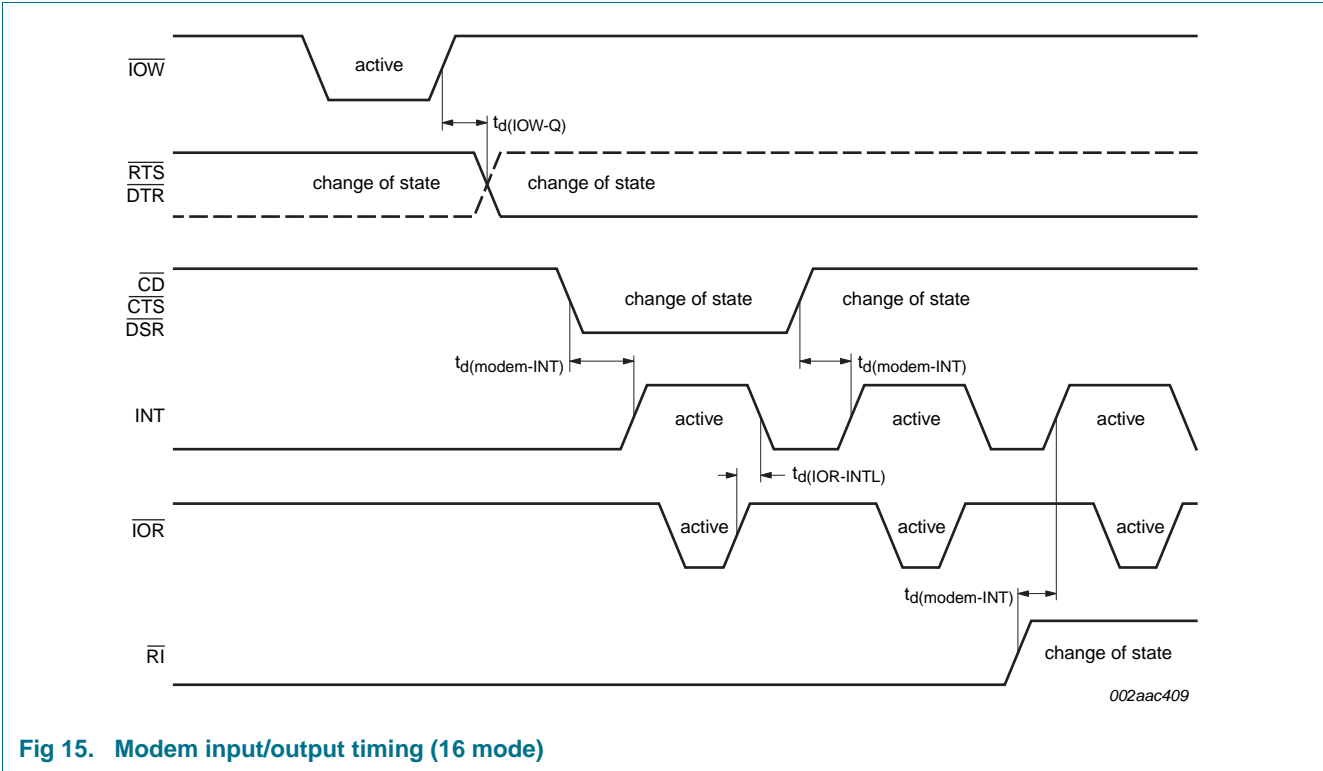 IOW
active
td(IOW-Q)
RTS
DTR
change of state
change of state
CD
CTS
DSR
change of state
change of state
td(modem-INT)
td(modem-INT)
INT
active
active
active
td(IOR-INTL)
IOR
active
active
active
td(modem-INT)
RI
change of state
002aac409
Fig 15. Modem input/output timing (16 mode)